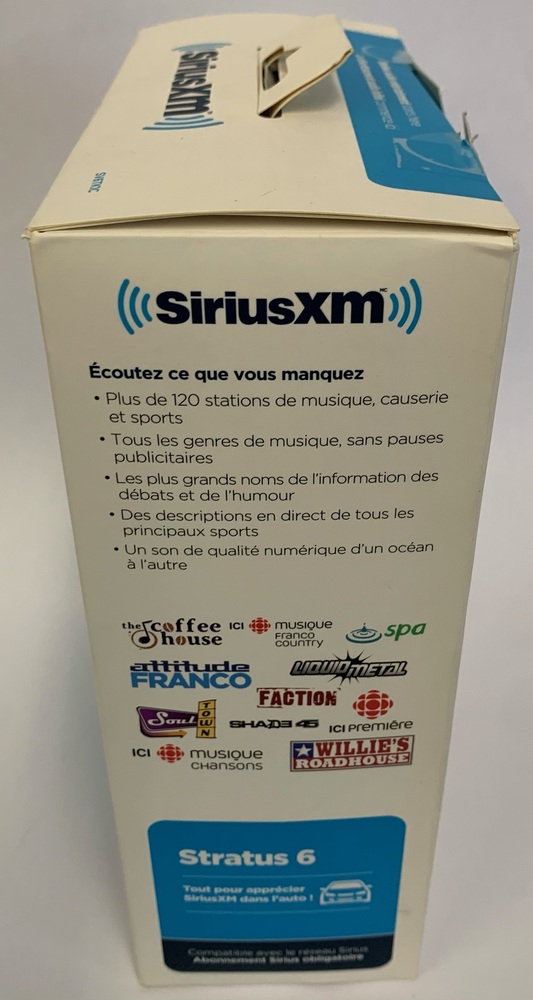 SiriusXM
SV6TK1C
SiriusXM MC
Écoutez ce que vous manquez
• Plus de 120 stations de musique, causerie
et sports
• Tous les genres de musique, sans pauses
publicitaires
• Les plus grands noms de l'information des
débats et de l'humour
• Des descriptions en direct de tous les
principaux sports
• Un son de qualité numérique d'un océan
à l'autre
the coffee house
ICI musique franco country
spa
attitude FRANCO
LIQUID METAL
FACTION
Soul TOWN
SHADE 45
ICI PREMIÈRE
ICI musique chansons
WILLIE'S ROADHOUSE
Stratus 6
Tout pour apprécier
SiriusXM dans l'auto !
Compatible avec le réseau Sirius
Abonnement Sirius obligatoire